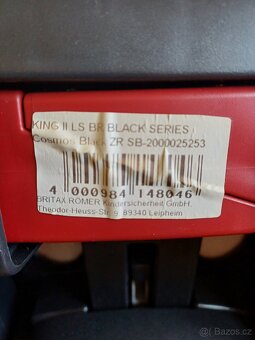 KING II LS BR BLACK SERIES
Cosmos Black ZR SB-2000025253
4 000984 148046
BRITAX RÖMER Kindersicherheit GmbH
Theodor-Heuss-Str. 9 89340 Leipheim
sbazar.cz